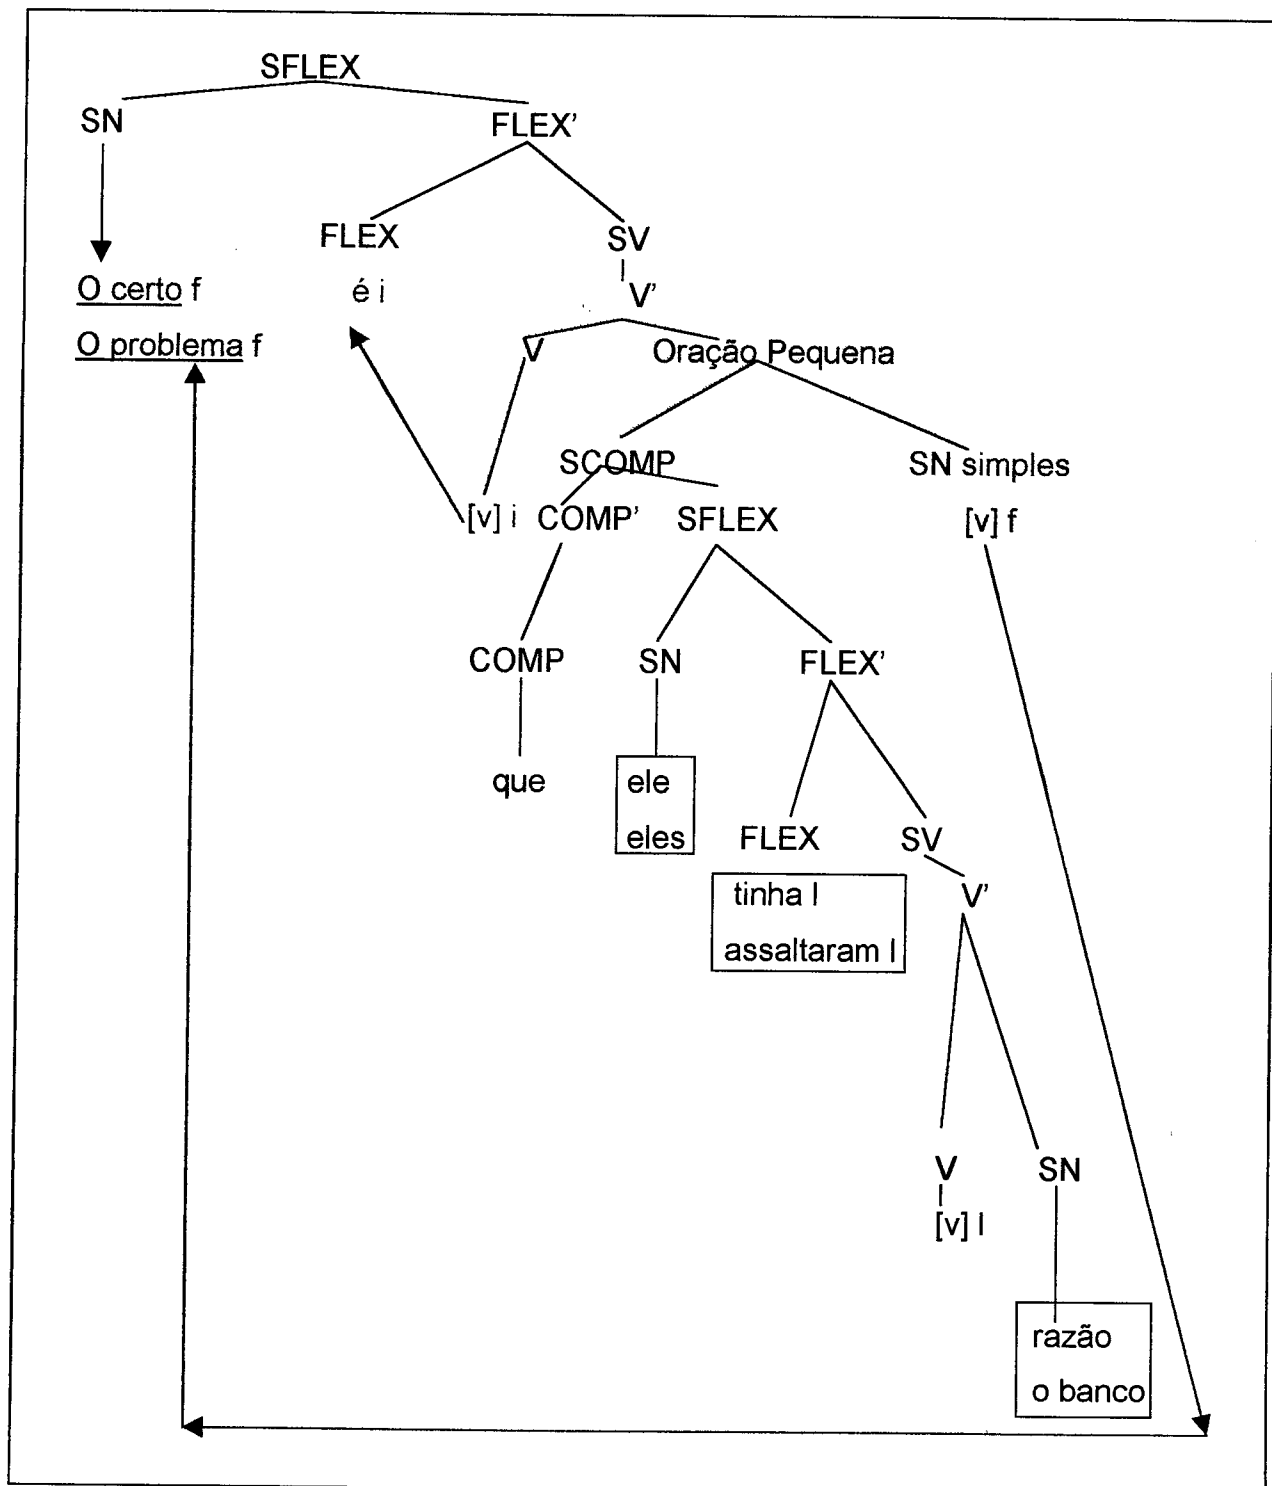 SFLEX
SN FLEX'
FLEX SV
O certo f é i V'
O problema f V Oração Pequena
SCOMP SN simples
[v] i COMP' SFLEX [v] f
COMP SN FLEX'
que ele
eles FLEX SV
tinha l V'
assaltaram l
V SN
[v] l
razão
o banco